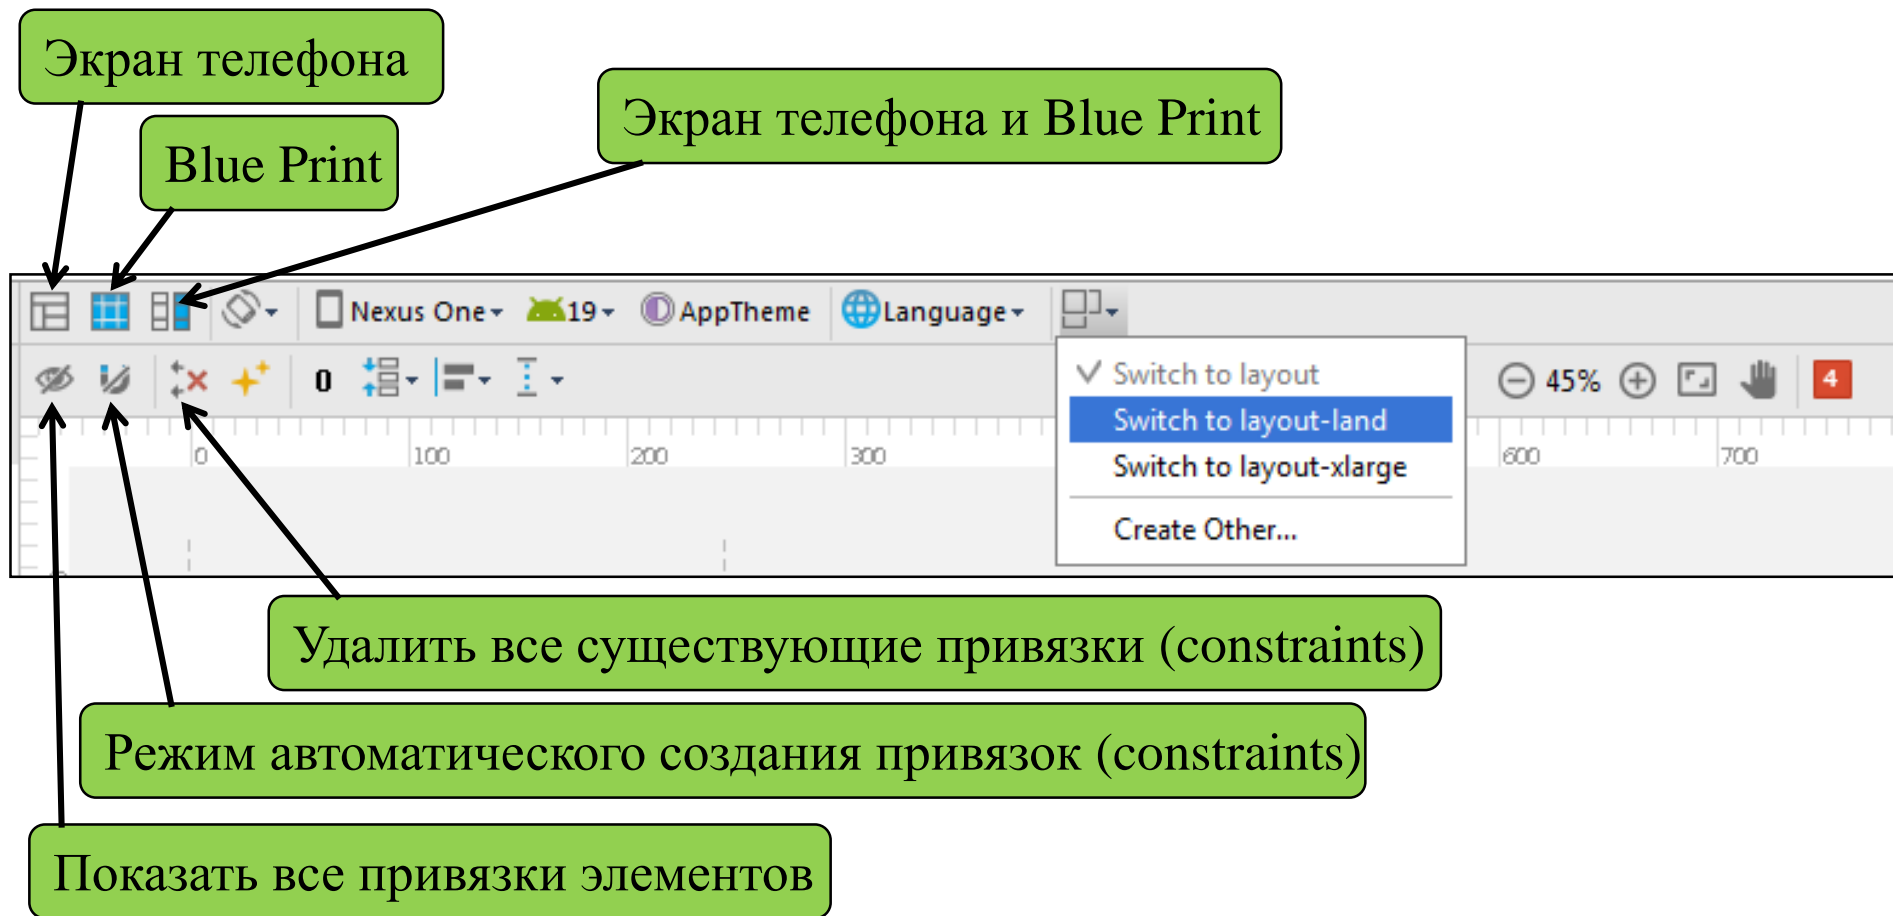 Экран телефона
Экран телефона и Blue Print
Blue Print
Nexus One 19 AppTheme Language
Switch to layout
0 45% 4
Switch to layout-land
0 100 200 300 600 700
Switch to layout-xlarge
Create Other...
Удалить все существующие привязки (constraints)
Режим автоматического создания привязок (constraints)
Показать все привязки элементов